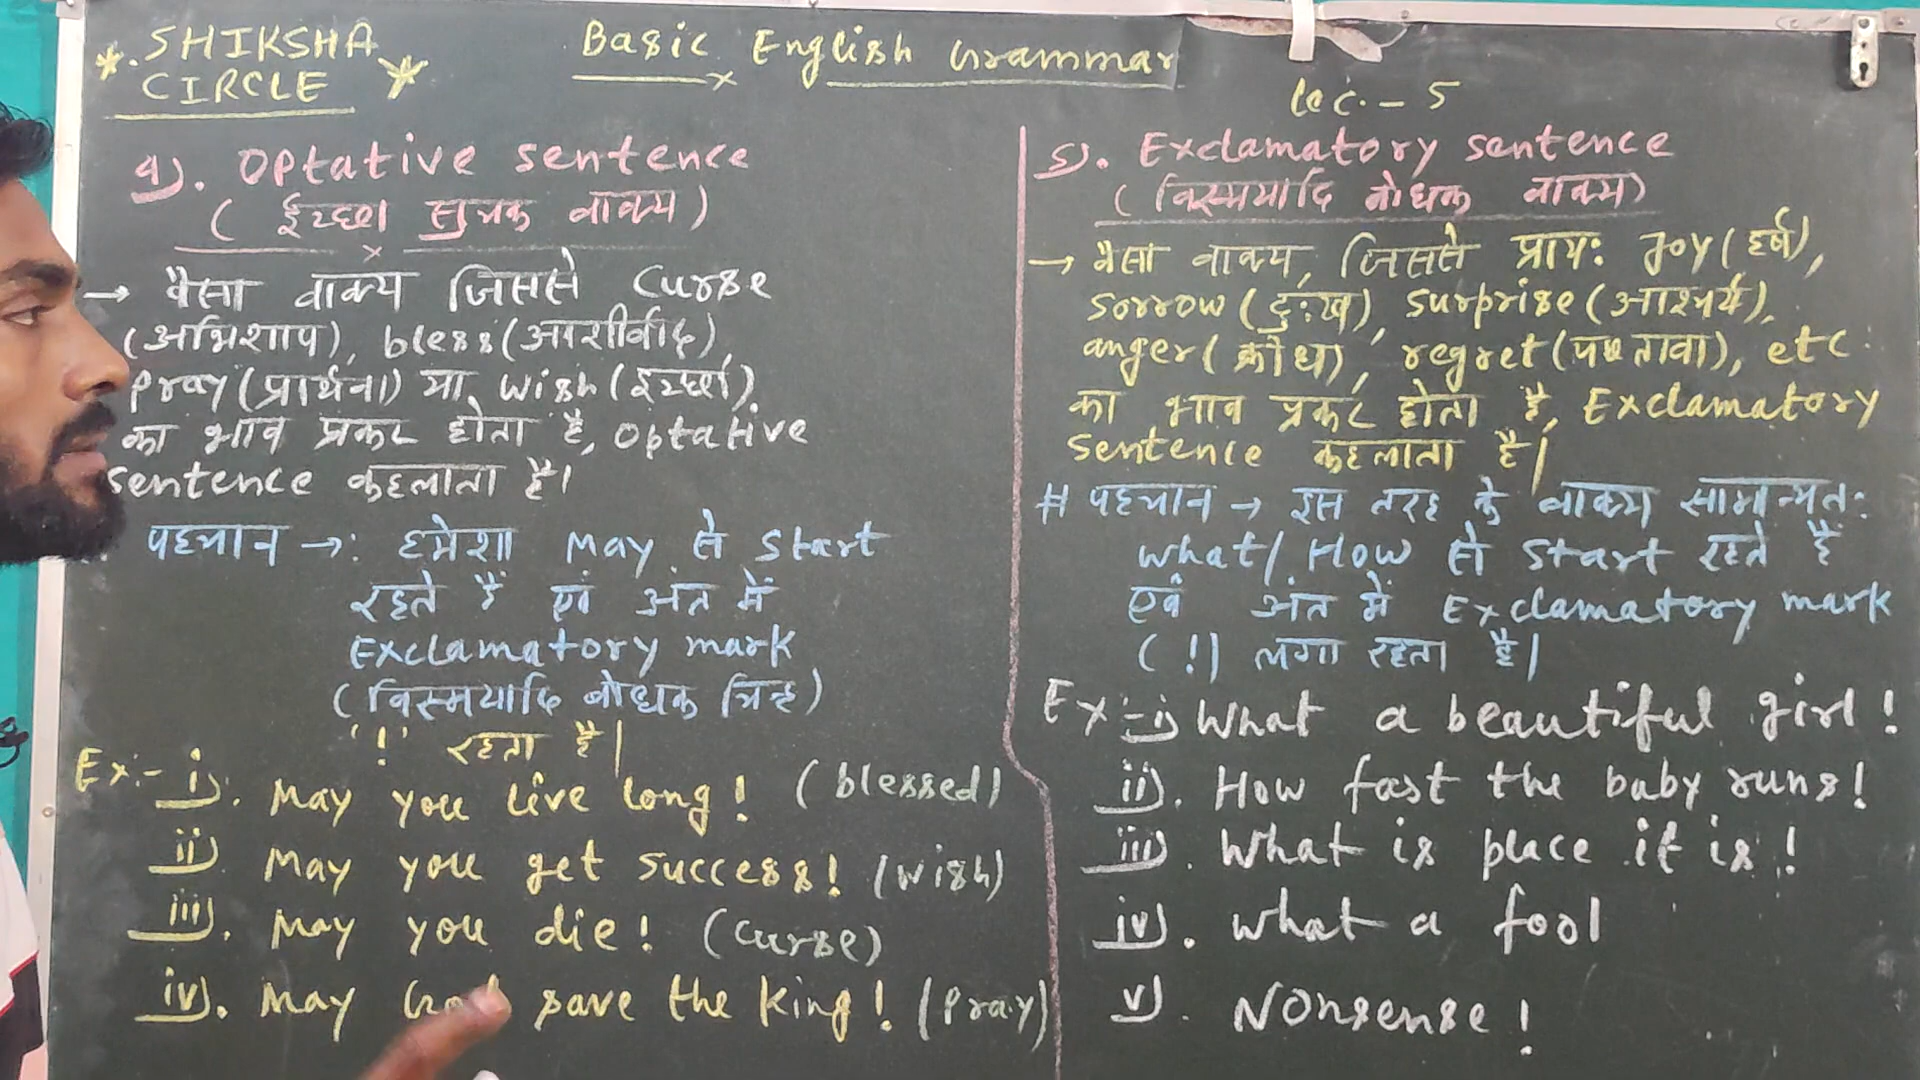 SHIKSHA
CIRCLE
Basic English Grammar
Lec. - 5
4). Optative sentence
( ईच्छा सुचक वाक्य )
→ वैसा वाक्य जिससे curse
(अभिशाप), bless(आशीर्वाद),
pray(प्रार्थना) या wish(इच्छा)
का भाव प्रकट होता है, optative
sentence कहलाता है।
पहचान →: हमेशा May से start
रहते हैं एवं अंत में
Exclamatory mark
(विस्मयादि बोधक चिन्ह)
'!' रहता है।
Ex:- i). May you live long! (blessed)
ii) May you get success! (wish)
iii). May you die! (curse)
iv). May God save the king! (Pray)
5). Exclamatory sentence
(विस्मयादि बोधक वाक्य)
→ वैसा वाक्य, जिससे प्रायः Joy(हर्ष),
sorrow(दुःख), surprise(आश्चर्य),
anger(क्रोध), regret(पछतावा), etc.
का भाव प्रकट होता है, Exclamatory
sentence कहलाता है।
# पहचान → इस तरह के वाक्य सामान्यतः
what/How से start रहते हैं
एवं अंत में Exclamatory mark
(!) लगा रहता है।
Ex:- i) What a beautiful girl!
ii). How fast the baby runs!
iii). What is place it is!
iv). What a fool
v). Nonsense!